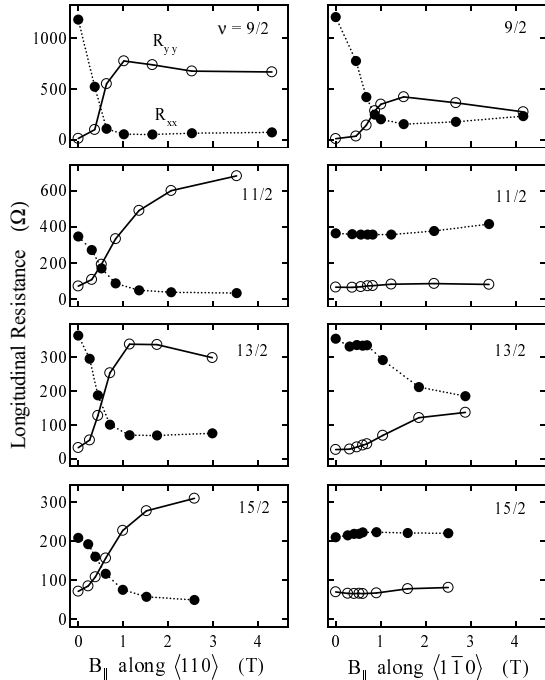 1000
500
0
ν = 9/2
R_yy
R_xx
9/2
600
400
200
0
11/2
11/2
300
200
100
0
13/2
13/2
300
200
100
0
15/2
15/2
0 1 2 3 4
0 1 2 3 4
Longitudinal Resistance (Ω)
B_∥ along ⟨110⟩ (T)
B_∥ along ⟨11̅0⟩ (T)